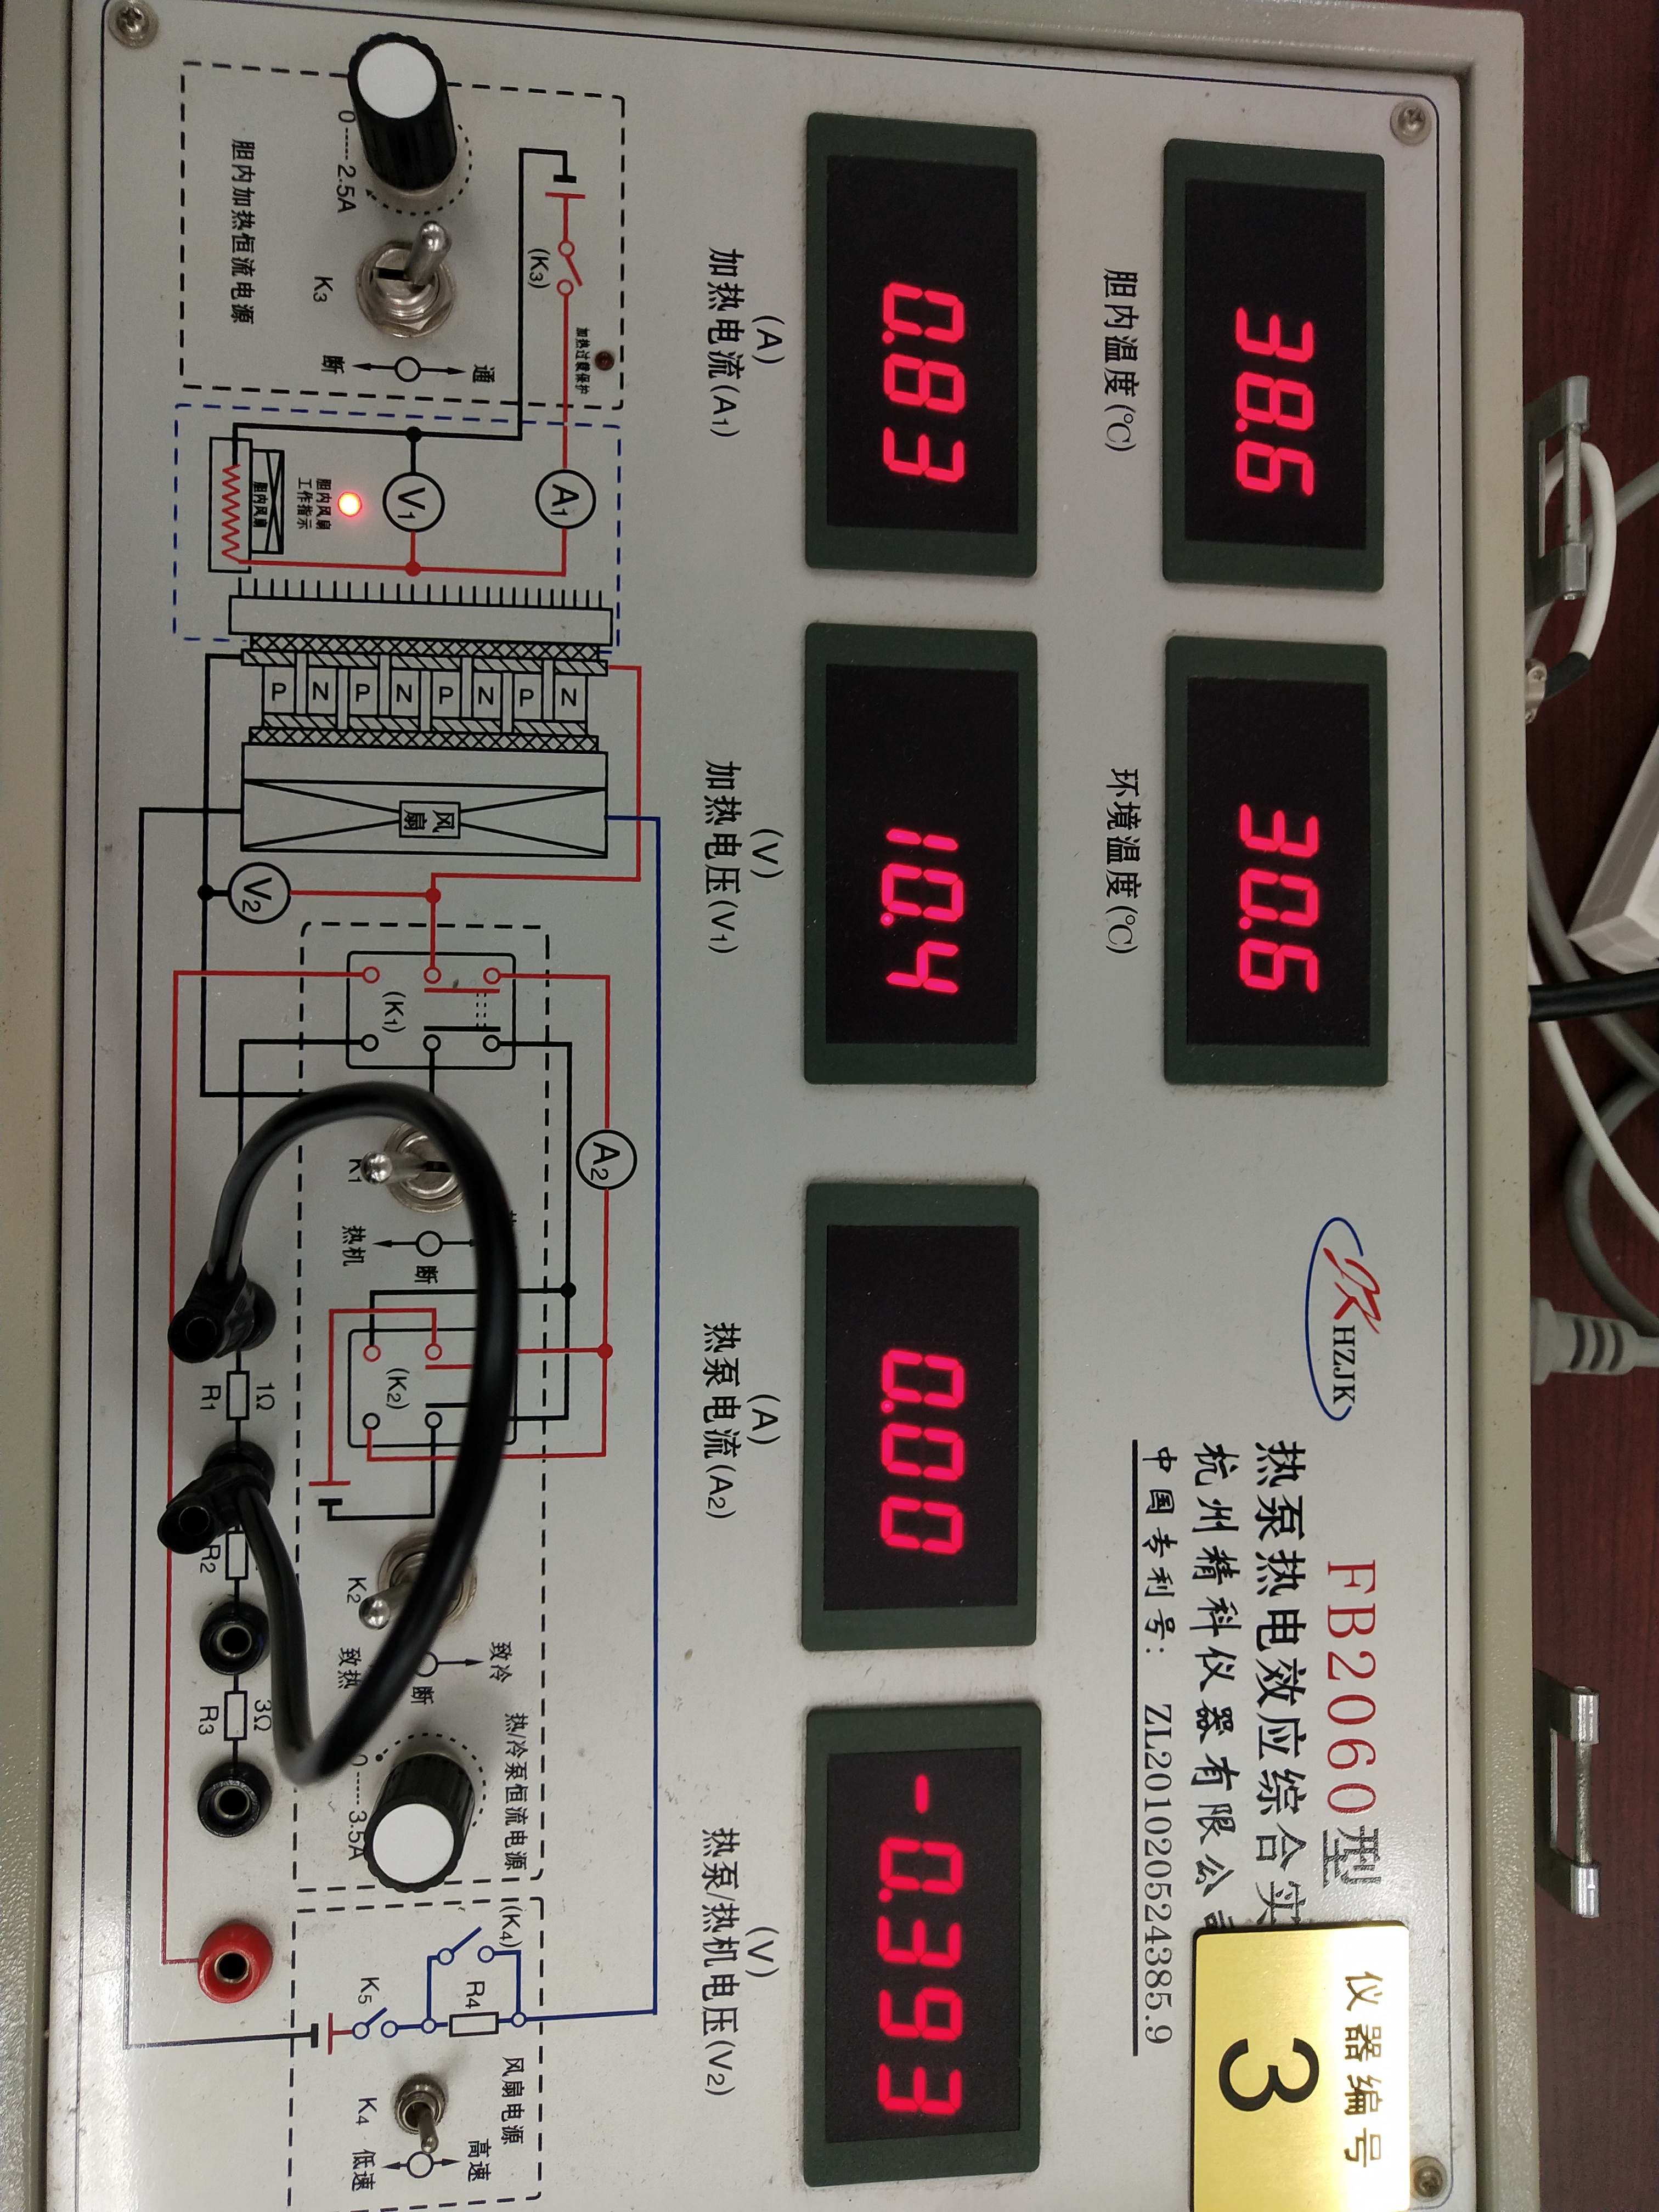 HZJK
FB2060型
仪器编号
3
热泵热电效应综合实
杭州精科仪器有限公司
中国专利号: ZL201020524385.9
38.6
30.6
胆内温度(℃)
环境温度(℃)
0.83
10.4
0.00
-0.393
(A)
加热电流(A1)
(V)
加热电压(V1)
(A)
热泵电流(A2)
(V)
热泵/热机电压(V2)
加热过载保护
(K3)
A1
通
断
V1
0-----2.5A
K3
胆内风扇
工作指示
胆内风扇
胆内加热恒流电源
N
P
N
P
N
P
N
P
风扇
V2
A2
(K1)
K1
断
热机
(K2)
K2
致冷
断
致热
热/冷泵恒流电源
0-----3.5A
(K4)
R4
K5
风扇电源
高速
低速
K4
1Ω
R1
R2
3Ω
R3